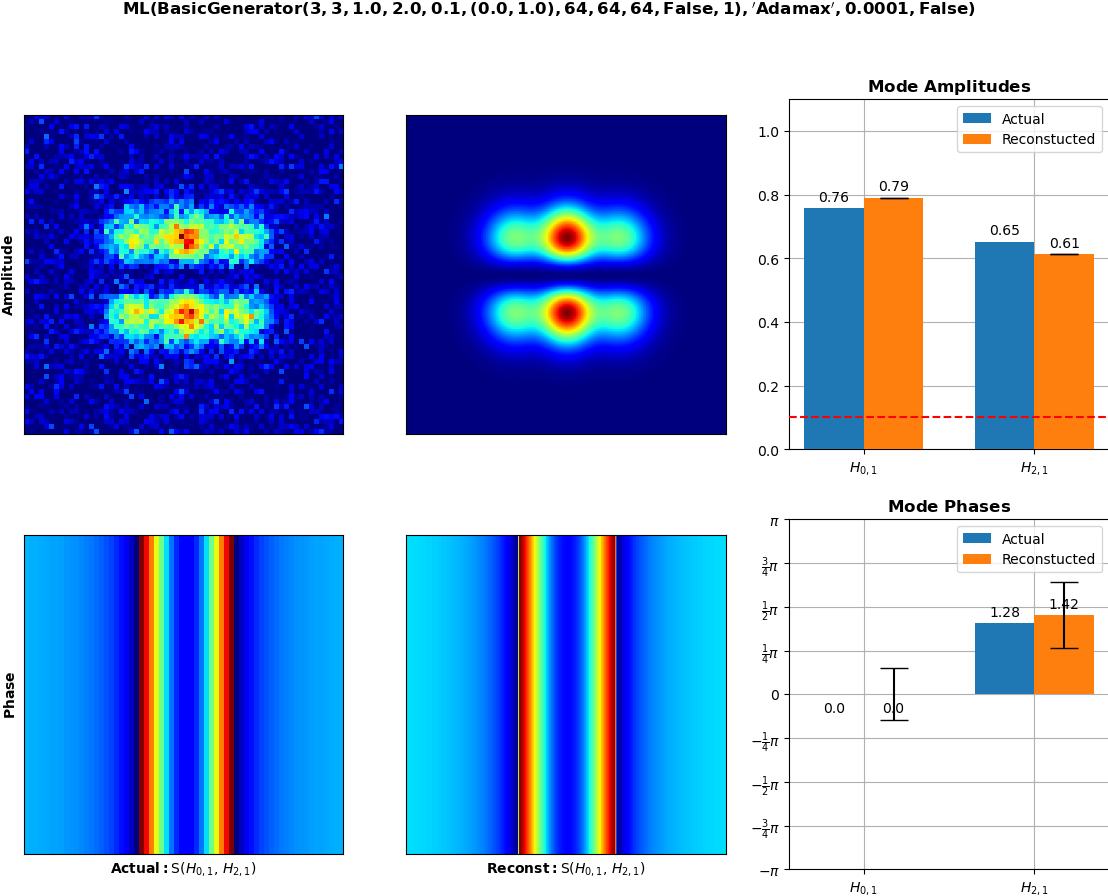 ML(BasicGenerator(3, 3, 1.0, 2.0, 0.1, (0.0, 1.0), 64, 64, 64, False, 1), ′Adamax′, 0.0001, False)
Mode Amplitudes
Amplitude
1.0
0.8
0.6
0.4
0.2
0.0
Actual
Reconstucted
0.76
0.79
0.65
0.61
H0, 1
H2, 1
Mode Phases
Phase
π
3/4π
1/2π
1/4π
0
−1/4π
−1/2π
−3/4π
−π
Actual
Reconstucted
0.0
0.0
1.28
1.42
H0, 1
H2, 1
Actual: S(H0, 1, H2, 1)
Reconst: S(H0, 1, H2, 1)